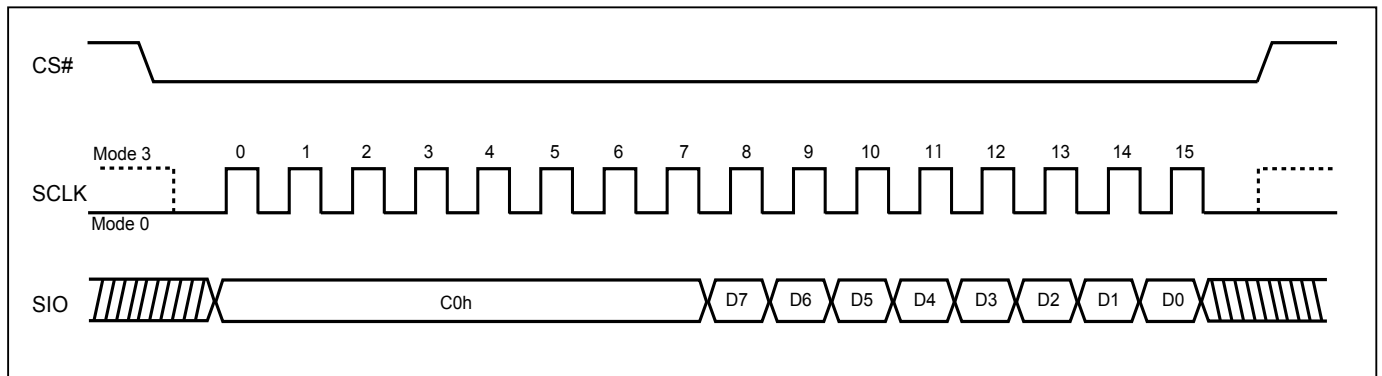 CS#
Mode 3
0 1 2 3 4 5 6 7 8 9 10 11 12 13 14 15
SCLK
Mode 0
SIO
C0h D7 D6 D5 D4 D3 D2 D1 D0